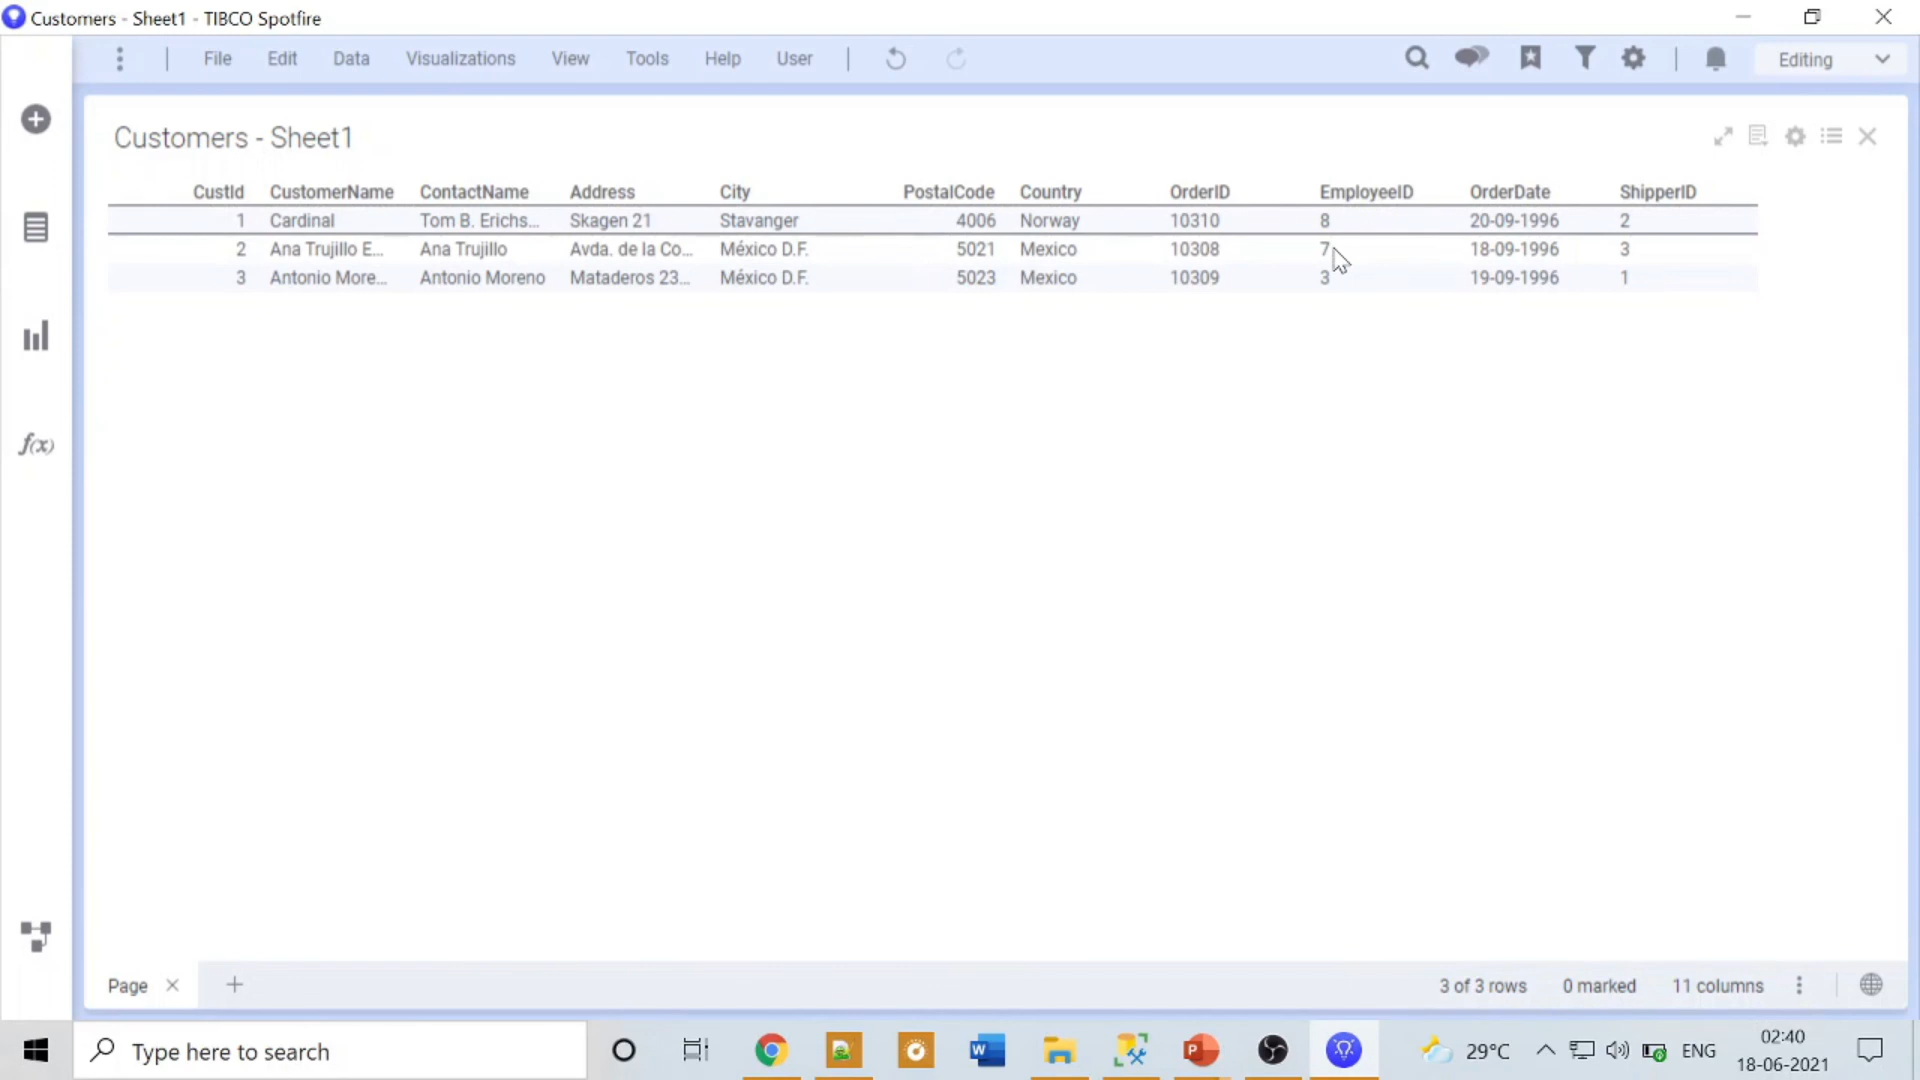 Customers - Sheet1 - TIBCO Spotfire
File Edit Data Visualizations View Tools Help User Editing
Customers - Sheet1
CustId CustomerName ContactName Address City PostalCode Country OrderID EmployeeID OrderDate ShipperID
1 Cardinal Tom B. Erichs... Skagen 21 Stavanger 4006 Norway 10310 8 20-09-1996 2
2 Ana Trujillo E... Ana Trujillo Avda. de la Co... México D.F. 5021 Mexico 10308 7 18-09-1996 3
3 Antonio More... Antonio Moreno Mataderos 23... México D.F. 5023 Mexico 10309 3 19-09-1996 1
f(x)
Page 3 of 3 rows 0 marked 11 columns
Type here to search 29°C ENG 02:40
18-06-2021